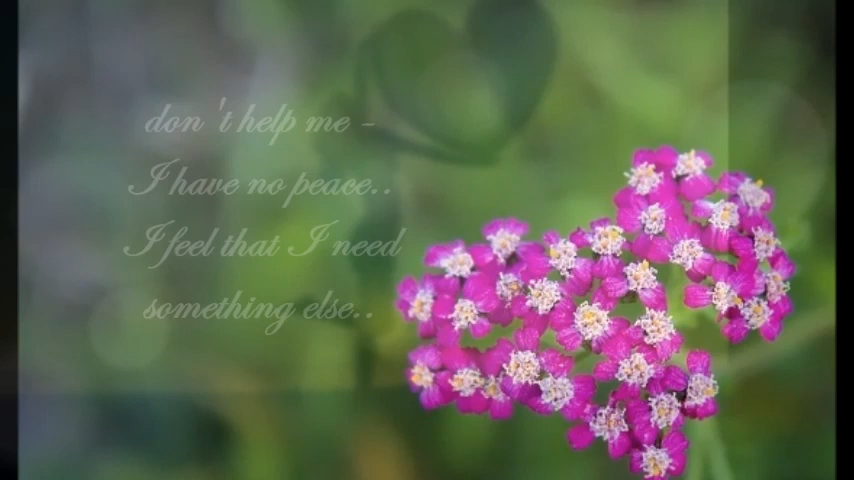 don't help me -
I have no peace..
I feel that I need
something else..